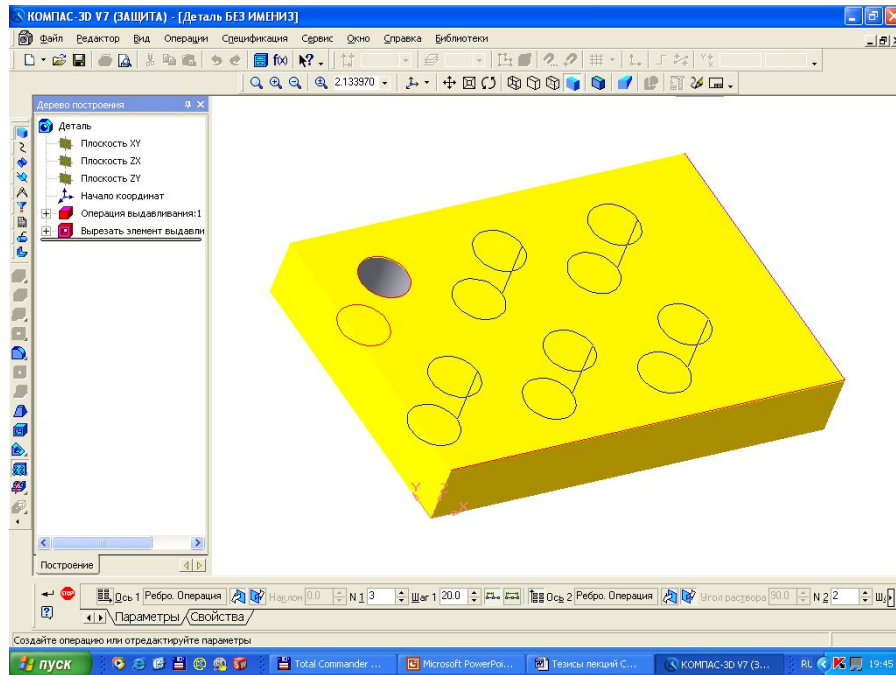 КОМПАС-3D V7 (ЗАЩИТА) - [Деталь БЕЗ ИМЕНИ3]
Файл Редактор Вид Операции Спецификация Сервис Окно Справка Библиотеки
2.133970
Дерево построения
Деталь
Плоскость XY
Плоскость ZX
Плоскость ZY
Начало координат
Операция выдавливания:1
Вырезать элемент выдавли
Y Z
X
Построение
Ось 1 Ребро. Операция Наклон 0.0 N 1 3 Шаг 1 20.0 Ось 2 Ребро. Операция Угол раствора 90.0 N 2 2
Параметры Свойства
Создайте операцию или отредактируйте параметры
пуск Total Commander ... Microsoft PowerPoi... Тезисы лекций С... КОМПАС-3D V7 (З... RL 19:45